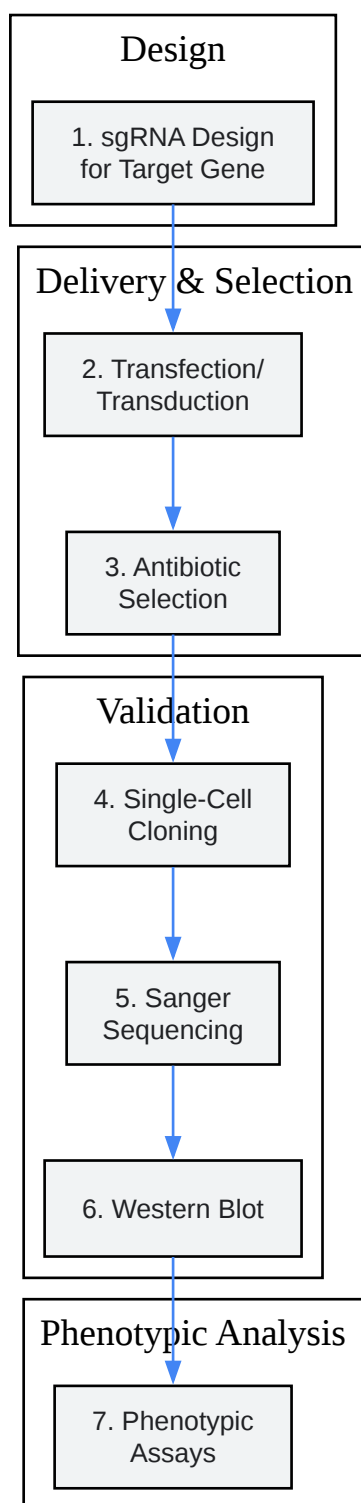 Design
1. sgRNA Design
for Target Gene
Delivery & Selection
2. Transfection/
Transduction
3. Antibiotic
Selection
Validation
4. Single-Cell
Cloning
5. Sanger
Sequencing
6. Western Blot
Phenotypic Analysis
7. Phenotypic
Assays